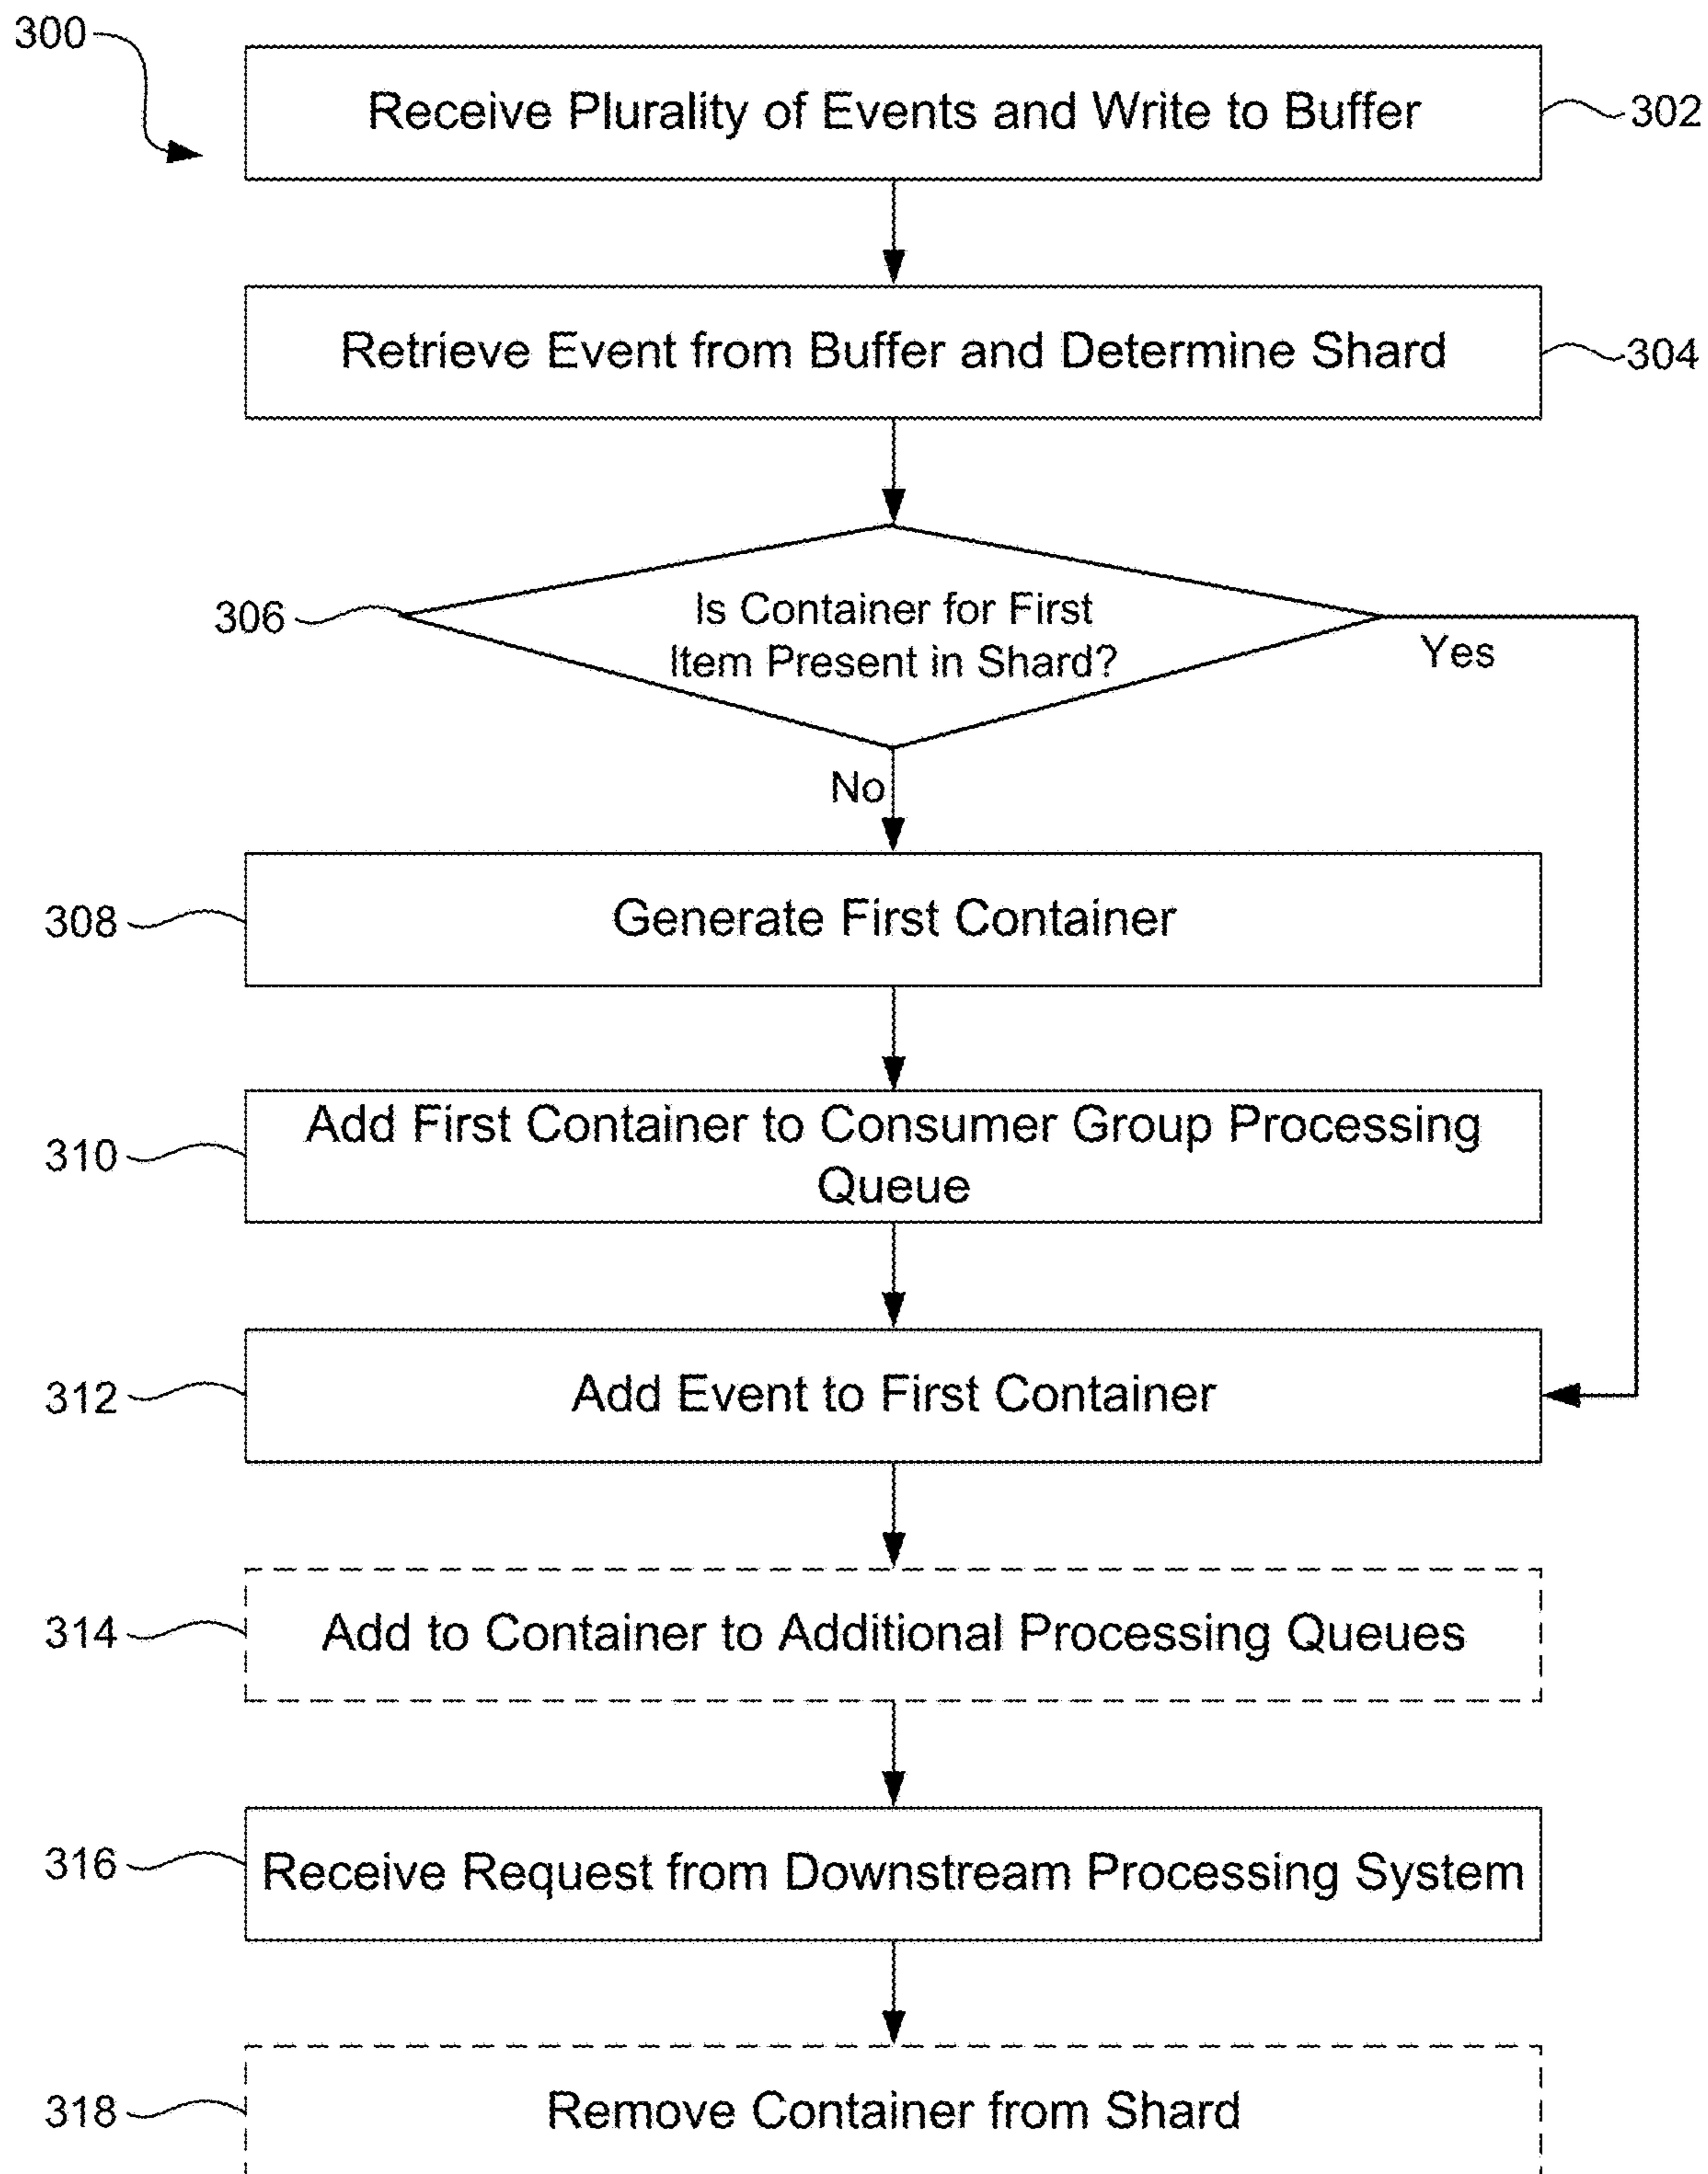 300
Receive Plurality of Events and Write to Buffer
302
Retrieve Event from Buffer and Determine Shard
304
306
Is Container for First
Item Present in Shard?
Yes
No
308
Generate First Container
310
Add First Container to Consumer Group Processing
Queue
312
Add Event to First Container
314
Add to Container to Additional Processing Queues
316
Receive Request from Downstream Processing System
318
Remove Container from Shard